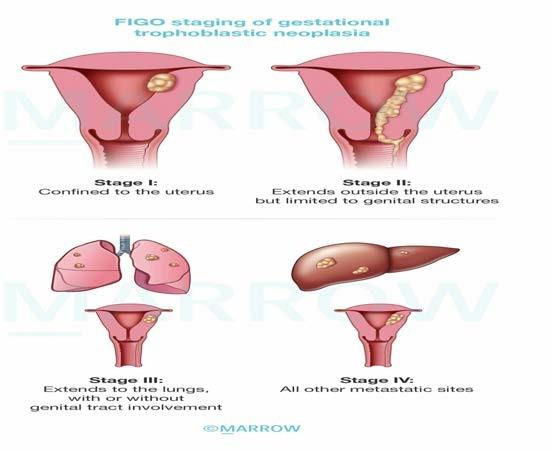 FIGO staging of gestational
trophoblastic neoplasia
Stage I:
Confined to the uterus
Stage II:
Extends outside the uterus
but limited to genital structures
MARROW
Stage III:
Extends to the lungs,
with or without
genital tract involvement
Stage IV:
All other metastatic sites
MARROW
©MARROW